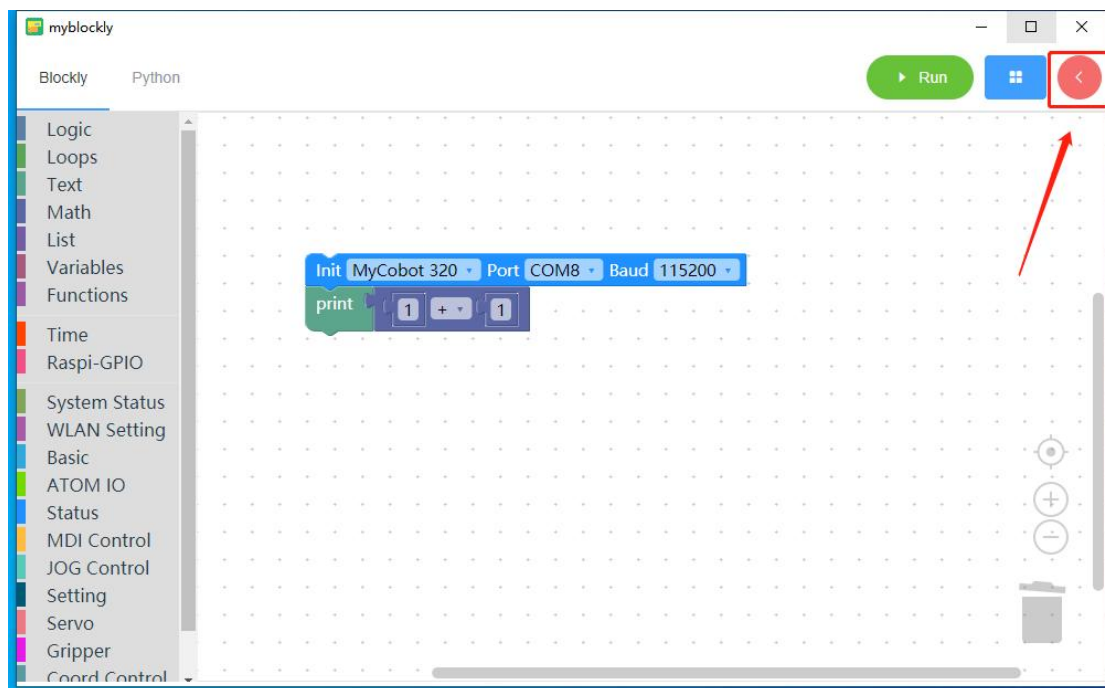 myblockly
Blockly Python
Run
Logic
Loops
Text
Math
List
Variables
Functions
Time
Raspi-GPIO
System Status
WLAN Setting
Basic
ATOM IO
Status
MDI Control
JOG Control
Setting
Servo
Gripper
Coord Control
Init MyCobot 320 Port COM8 Baud 115200
print 1 + 1